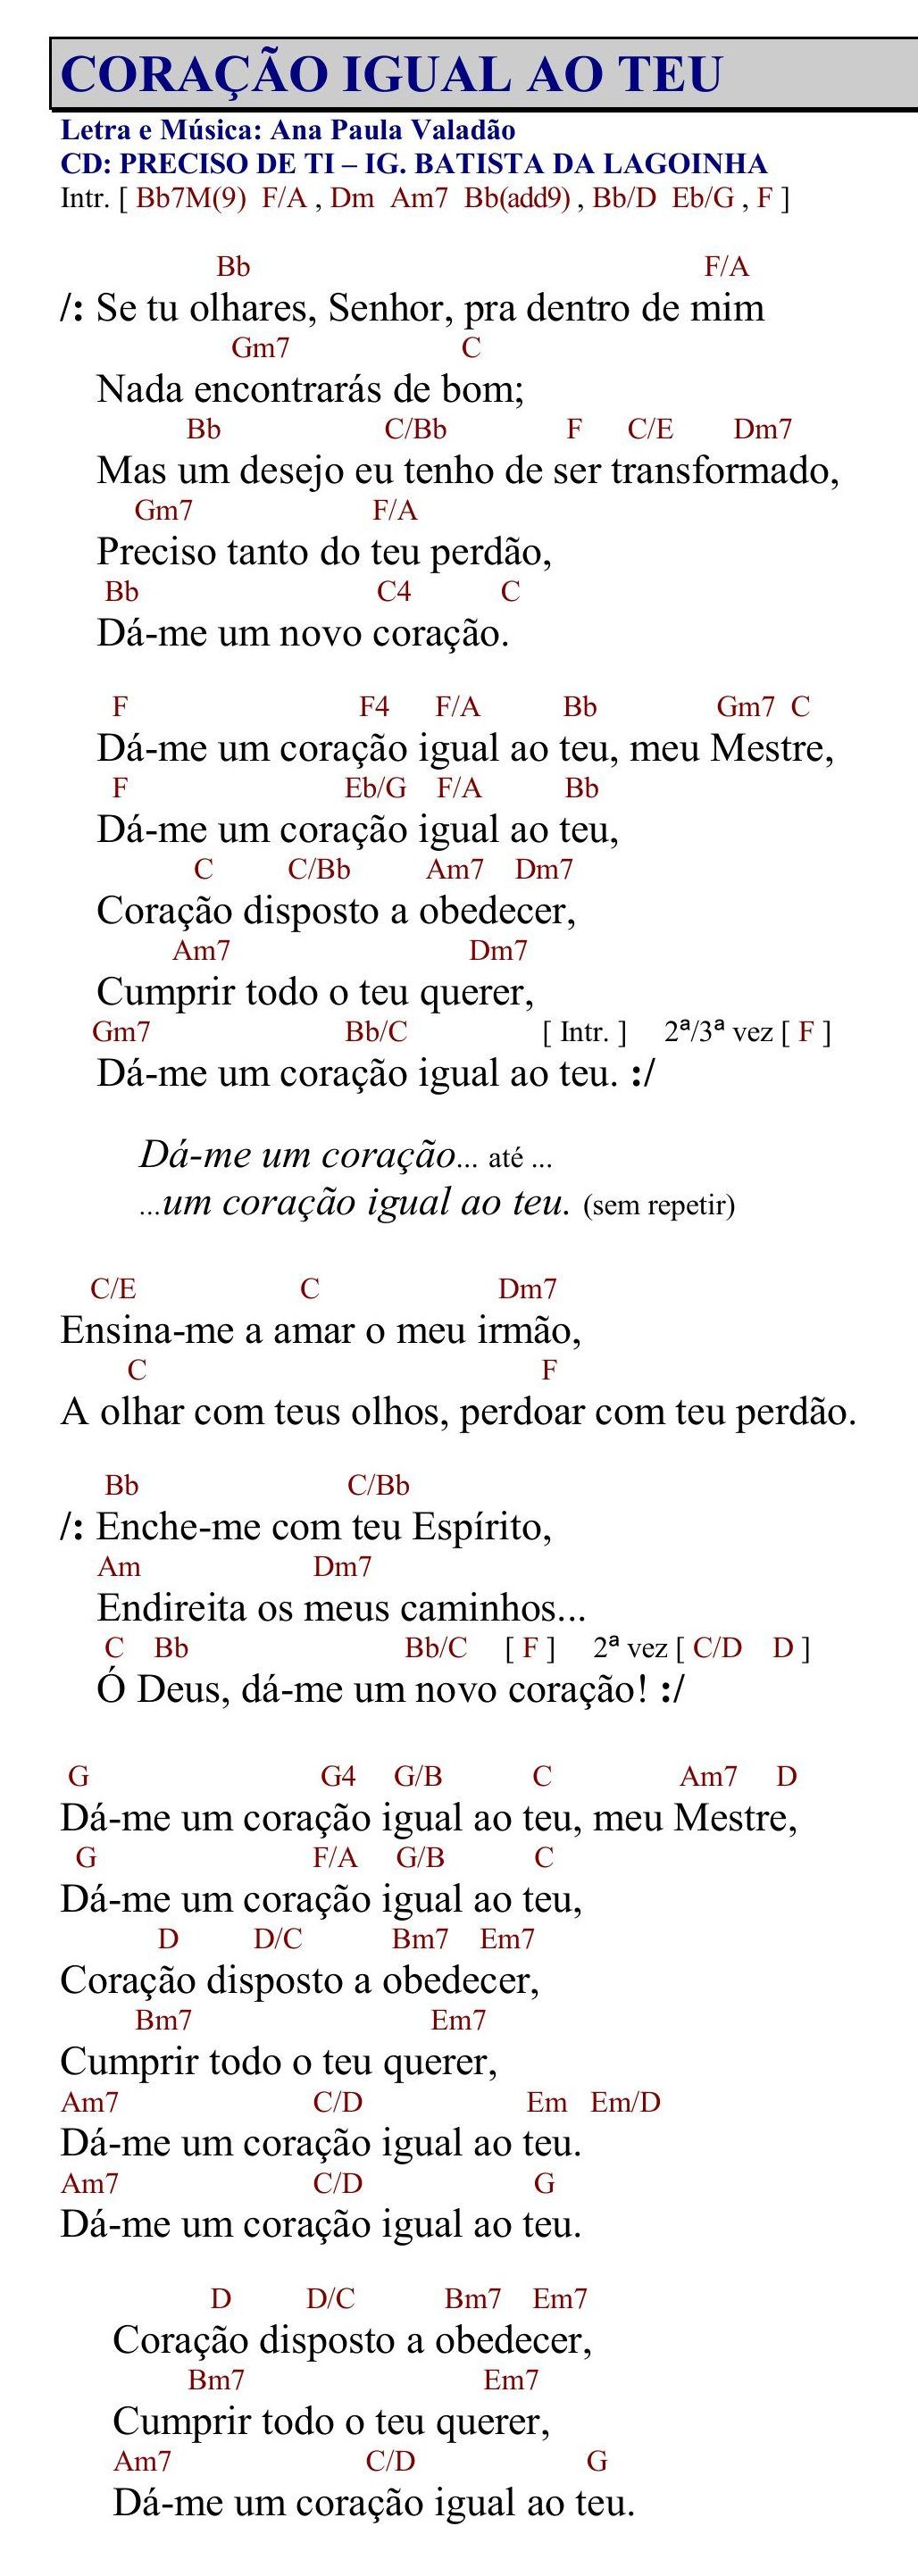 CORAÇÃO IGUAL AO TEU
Letra e Música: Ana Paula Valadão
CD: PRECISO DE TI – IG. BATISTA DA LAGOINHA
Intr. [ Bb7M(9) F/A , Dm Am7 Bb(add9) , Bb/D Eb/G , F ]
Bb F/A
/: Se tu olhares, Senhor, pra dentro de mim
Gm7 C
Nada encontrarás de bom;
Bb C/Bb F C/E Dm7
Mas um desejo eu tenho de ser transformado,
Gm7 F/A
Preciso tanto do teu perdão,
Bb C4 C
Dá-me um novo coração.
F F4 F/A Bb Gm7 C
Dá-me um coração igual ao teu, meu Mestre,
F Eb/G F/A Bb
Dá-me um coração igual ao teu,
C C/Bb Am7 Dm7
Coração disposto a obedecer,
Am7 Dm7
Cumprir todo o teu querer,
Gm7 Bb/C [ Intr. ] 2ª/3ª vez [ F ]
Dá-me um coração igual ao teu. :/
Dá-me um coração... até ...
...um coração igual ao teu. (sem repetir)
C/E C Dm7
Ensina-me a amar o meu irmão,
C F
A olhar com teus olhos, perdoar com teu perdão.
Bb C/Bb
/: Enche-me com teu Espírito,
Am Dm7
Endireita os meus caminhos...
C Bb Bb/C [ F ] 2ª vez [ C/D D ]
Ó Deus, dá-me um novo coração! :/
G G4 G/B C Am7 D
Dá-me um coração igual ao teu, meu Mestre,
G F/A G/B C
Dá-me um coração igual ao teu,
D D/C Bm7 Em7
Coração disposto a obedecer,
Bm7 Em7
Cumprir todo o teu querer,
Am7 C/D Em Em/D
Dá-me um coração igual ao teu.
Am7 C/D G
Dá-me um coração igual ao teu.
D D/C Bm7 Em7
Coração disposto a obedecer,
Bm7 Em7
Cumprir todo o teu querer,
Am7 C/D G
Dá-me um coração igual ao teu.